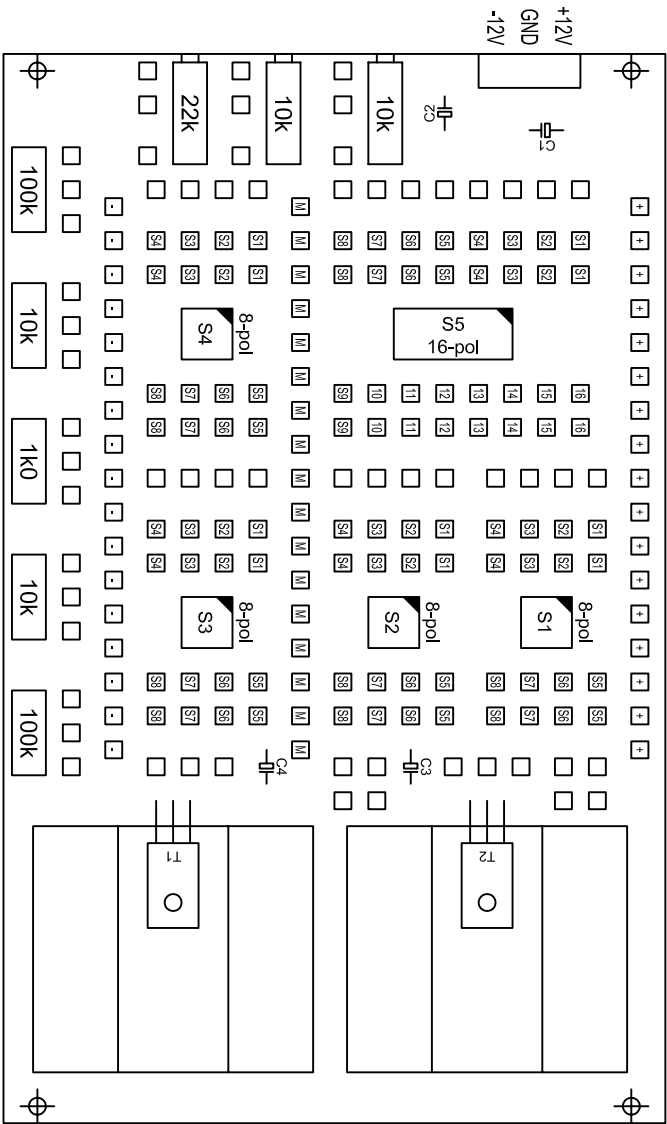 -12V GND +12V
22k
10k
10k
C2
C1
100k
- M +
S4 S3 S2 S1 S8 S7 S6 S5 S4 S3 S2 S1
- M +
S4 S3 S2 S1 S8 S7 S6 S5 S4 S3 S2 S1
- M +
10k
- M +
S4
8-pol
S5
16-pol
- M +
- M +
S8 S7 S6 S5 S9 10 11 12 13 14 15 16
- M +
S8 S7 S6 S5 S9 10 11 12 13 14 15 16
- M +
1k0
- M +
- M +
S4 S3 S2 S1 S4 S3 S2 S1 S4 S3 S2 S1
- M +
S4 S3 S2 S1 S4 S3 S2 S1 S4 S3 S2 S1
- M +
10k
- M +
S3
8-pol
S2
8-pol
S1
8-pol
- M +
- M +
S8 S7 S6 S5 S8 S7 S6 S5 S8 S7 S6 S5
- M +
S8 S7 S6 S5 S8 S7 S6 S5 S8 S7 S6 S5
- M +
100k
- M +
C4
C3
T1
T2